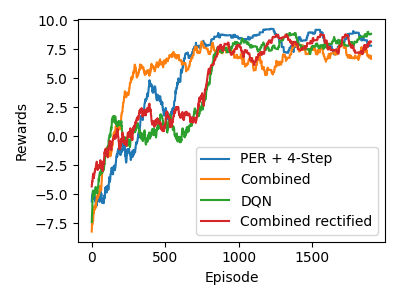 10.0
7.5
5.0
2.5
0.0
−2.5
−5.0
−7.5
Rewards
PER + 4-Step
Combined
DQN
Combined rectified
0 500 1000 1500
Episode